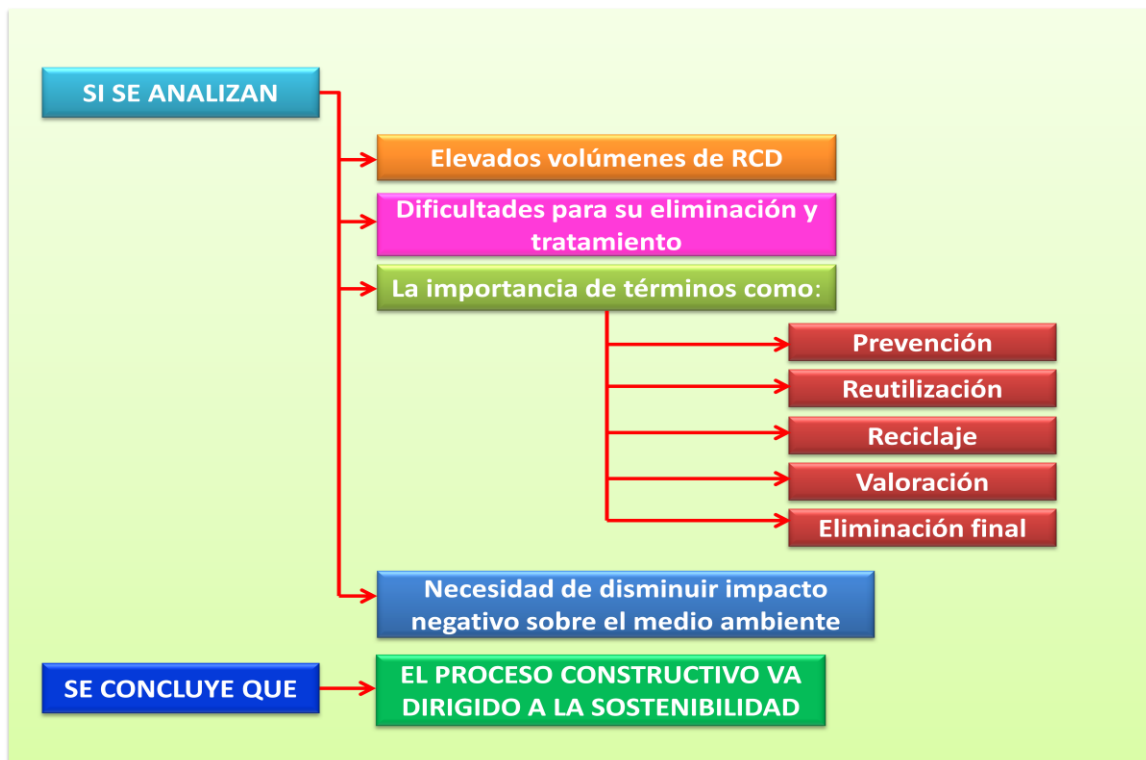 SI SE ANALIZAN
Elevados volúmenes de RCD
Dificultades para su eliminación y
tratamiento
La importancia de términos como:
Prevención
Reutilización
Reciclaje
Valoración
Eliminación final
Necesidad de disminuir impacto
negativo sobre el medio ambiente
SE CONCLUYE QUE
EL PROCESO CONSTRUCTIVO VA
DIRIGIDO A LA SOSTENIBILIDAD